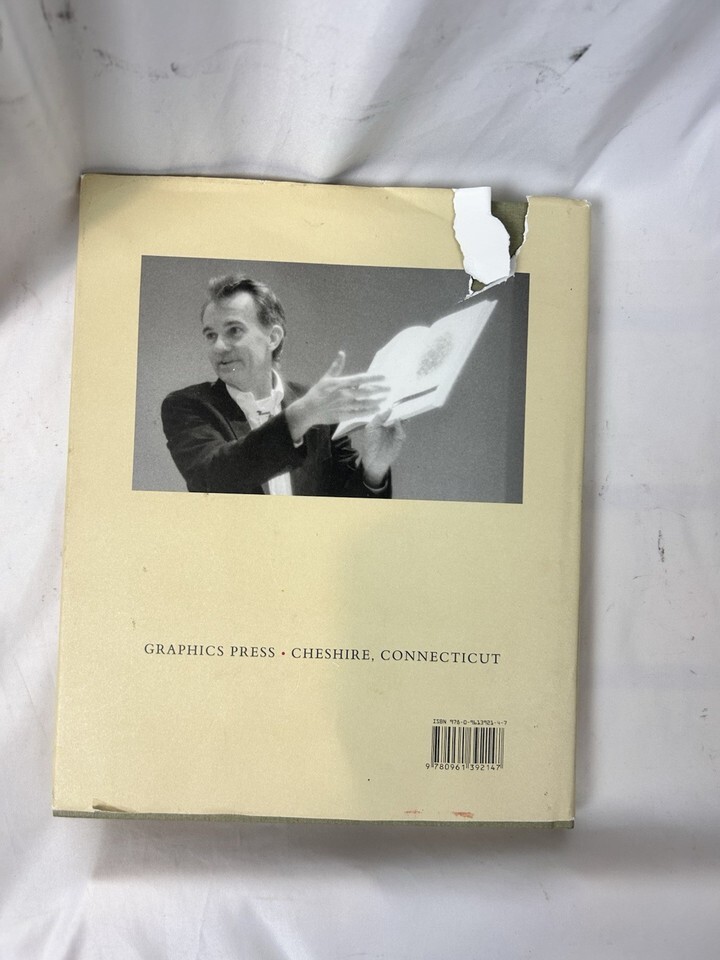 GRAPHICS PRESS • CHESHIRE, CONNECTICUT
ISBN 978-0-9613921-4-7
9 780961 392147